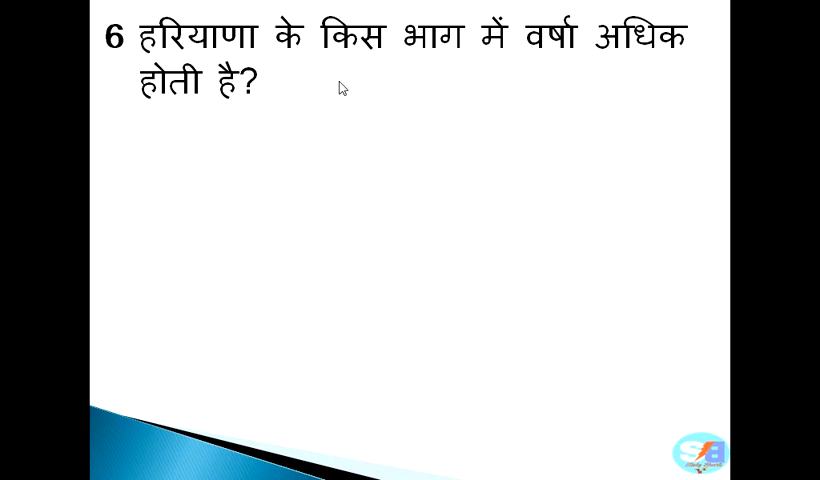 6 हरियाणा के किस भाग में वर्षा अधिक
होती है?